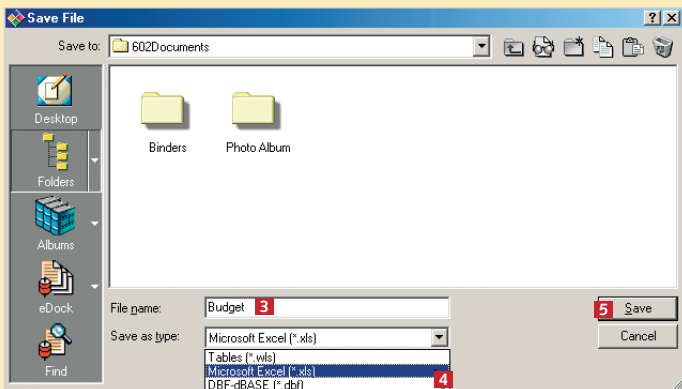 Save File
Save to: 602Documents
Desktop
Folders
Albums
eDock
Find
Binders Photo Album
File name: Budget 3
5 Save
Save as type: Microsoft Excel (*.xls)
Cancel
Tables (*.wls)
Microsoft Excel (*.xls)
DBF-dBASE (*.dbf) 4